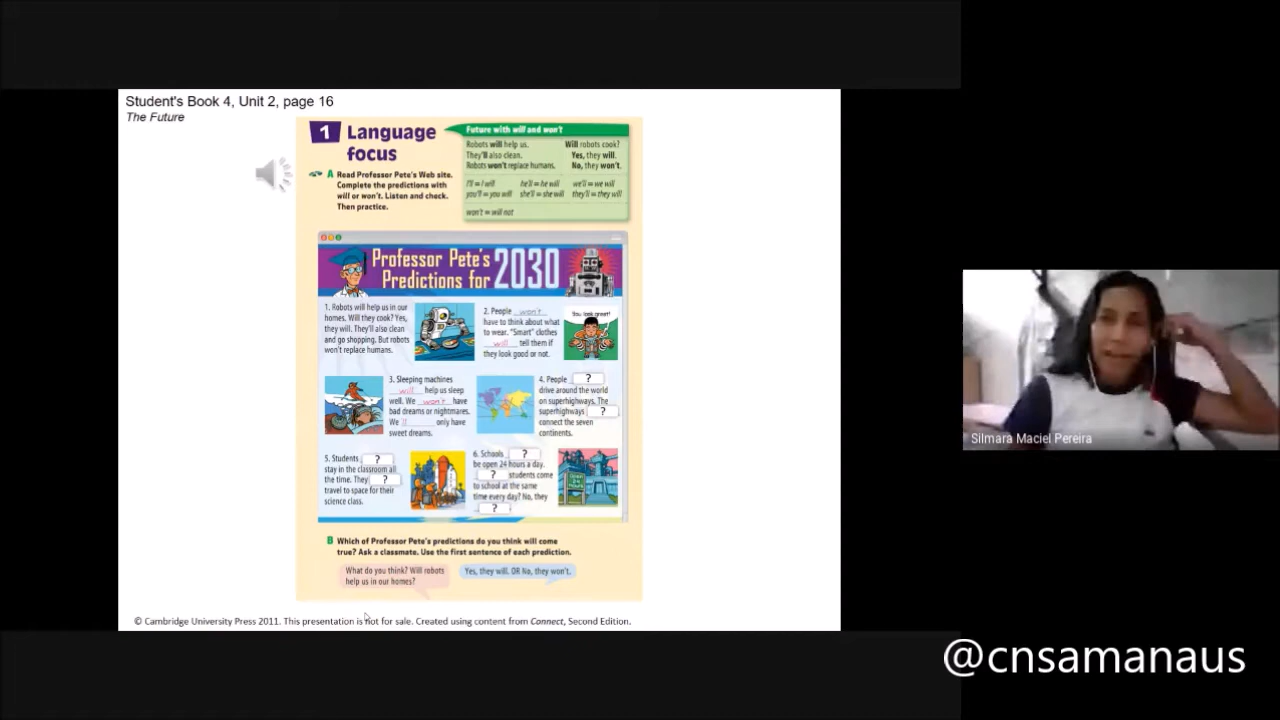 Student's Book 4, Unit 2, page 16
The Future
1 Language
focus
A Read Professor Pete's Web site.
Complete the predictions with
will or won't. Listen and check.
Then practice.
Future with will and won't
Robots will help us.
They'll also clean.
Robots won't replace humans.
Will robots cook?
Yes, they will.
No, they won't.
I'll = I will he'll = he will we'll = we will
you'll = you will she'll = she will they'll = they will
won't = will not
Professor Pete's
Predictions for 2030
1. Robots will help us in our
homes. Will they cook? Yes,
they will. They'll also clean
and go shopping. But robots
won't replace humans.
2. People won't
have to think about what
to wear. "Smart" clothes
will tell them if
they look good or not.
You look great!
3. Sleeping machines
will help us sleep
well. We won't have
bad dreams or nightmares.
We 'll only have
sweet dreams.
4. People ?
drive around the world
on superhighways. The
superhighways ?
connect the seven
continents.
5. Students ?
stay in the classroom all
the time. They ?
travel to space for their
science class.
6. Schools ?
be open 24 hours a day.
? students come
to school at the same
time every day? No, they
?
OPEN
24 HOURS
B Which of Professor Pete's predictions do you think will come
true? Ask a classmate. Use the first sentence of each prediction.
What do you think? Will robots
help us in our homes?
Yes, they will. OR No, they won't.
© Cambridge University Press 2011. This presentation is not for sale. Created using content from Connect, Second Edition.
Silmara Maciel Pereira
@cnsamanaus